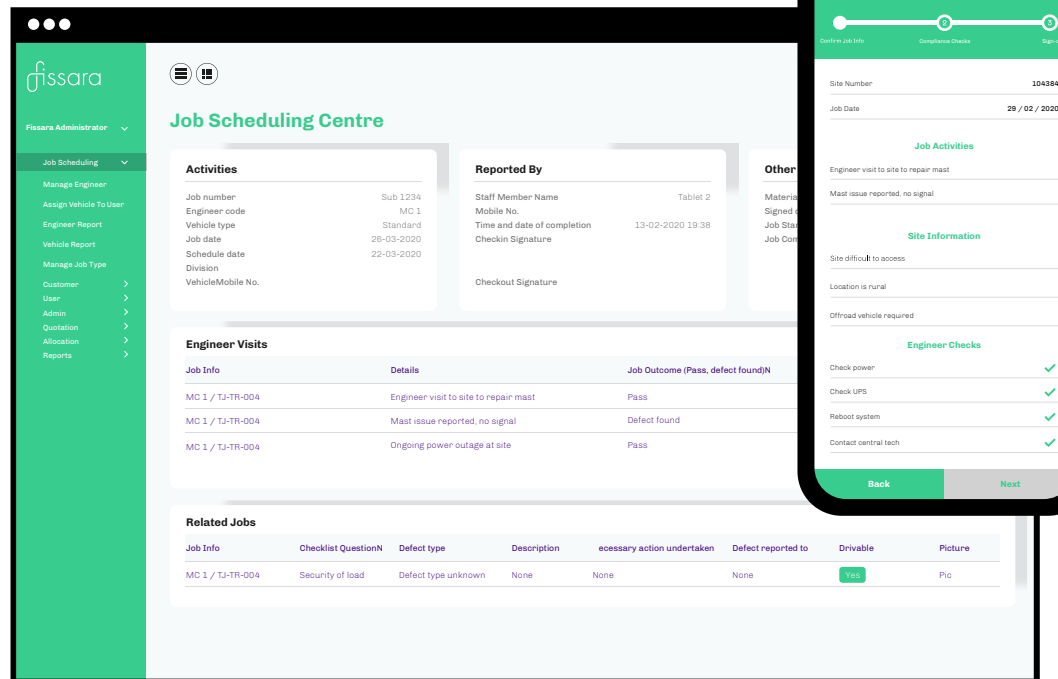 fissara
Fissara Administrator
Job Scheduling
Manage Engineer
Assign Vehicle To User
Engineer Report
Vehicle Report
Manage Job Type
Customer
User
Admin
Quotation
Allocation
Reports
Job Scheduling Centre
Activities
Job number Sub 1234
Engineer code MC 1
Vehicle type Standard
Job date 26-03-2020
Schedule date 22-03-2020
Division
VehicleMobile No.
Reported By
Staff Member Name Tablet 2
Mobile No.
Time and date of completion 13-02-2020 19:38
Checkin Signature
Checkout Signature
Other
Materia
Signed
Job Star
Job Com
Engineer Visits
Job Info Details Job Outcome (Pass, defect found)N
MC 1 / TJ-TR-004 Engineer visit to site to repair mast Pass
MC 1 / TJ-TR-004 Mast issue reported, no signal Defect found
MC 1 / TJ-TR-004 Ongoing power outage at site Pass
Related Jobs
Job Info Checklist QuestionN Defect type Description ecessary action undertaken Defect reported to Drivable Picture
MC 1 / TJ-TR-004 Security of load Defect type unknown None None None Yes Pic
2 3
Confirm Job Info Compliance Checks Sign-
Site Number 104384
Job Date 29 / 02 / 2020
Job Activities
Engineer visit to site to repair mast
Mast issue reported, no signal
Site Information
Site difficult to access
Location is rural
Offroad vehicle required
Engineer Checks
Check power
Check UPS
Reboot system
Contact central tech
Back Next